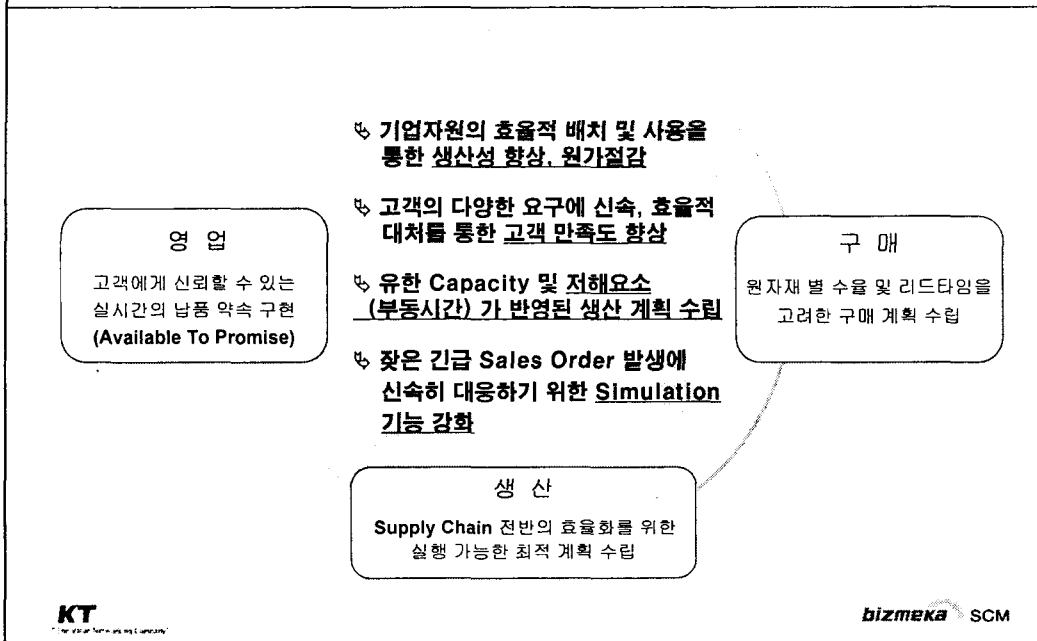 기업자원의 효율적 배치 및 사용을
통한 생산성 향상, 원가절감
고객의 다양한 요구에 신속, 효율적
대처를 통한 고객 만족도 향상
유한 Capacity 및 저해요소
(부동시간) 가 반영된 생산 계획 수립
잦은 긴급 Sales Order 발생에
신속히 대응하기 위한 Simulation
기능 강화
영 업
고객에게 신뢰할 수 있는
실시간의 납품 약속 구현
(Available To Promise)
구 매
원자재 별 수율 및 리드타임을
고려한 구매 계획 수립
생 산
Supply Chain 전반의 효율화를 위한
실행 가능한 최적 계획 수립
KT
bizmeka SCM